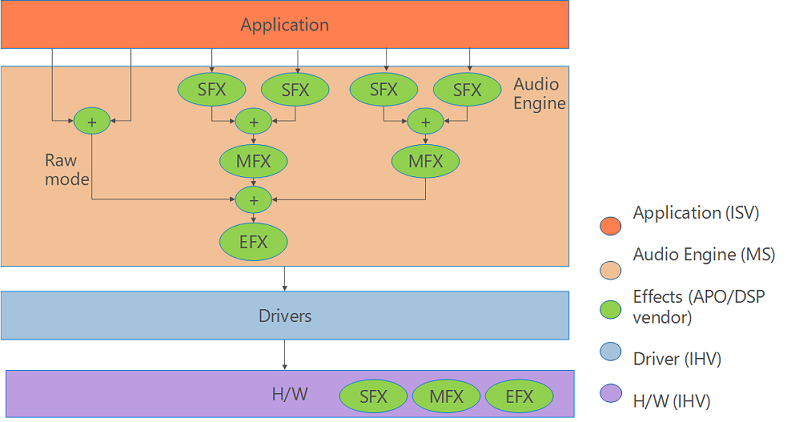 Application
SFX SFX SFX SFX
Audio
Engine
+ + +
Raw
mode
MFX MFX
+
EFX
Drivers
H/W SFX MFX EFX
Application (ISV)
Audio Engine (MS)
Effects (APO/DSP
vendor)
Driver (IHV)
H/W (IHV)